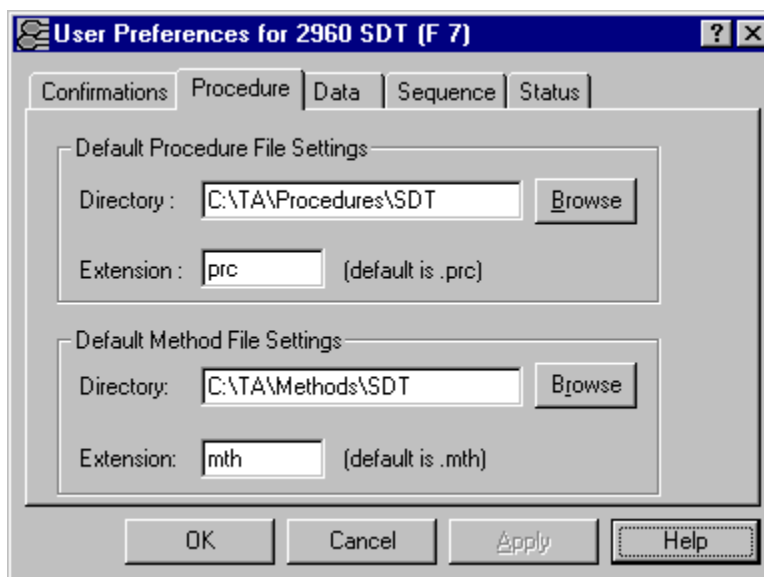 User Preferences for 2960 SDT (F 7)
Confirmations Procedure Data Sequence Status
Default Procedure File Settings
Directory : C:\TA\Procedures\SDT Browse
Extension : prc (default is .prc)
Default Method File Settings
Directory: C:\TA\Methods\SDT Browse
Extension: mth (default is .mth)
OK Cancel Apply Help